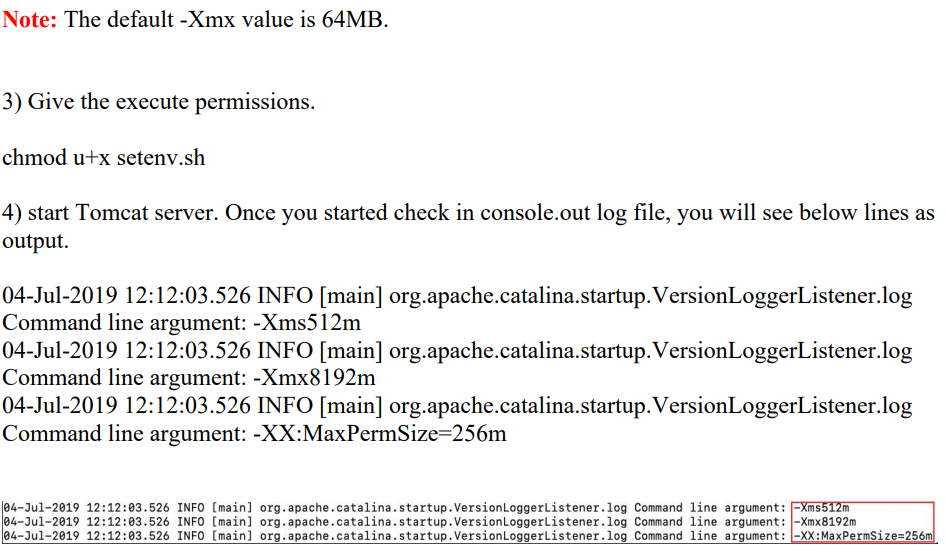 Note: The default -Xmx value is 64MB.
3) Give the execute permissions.
chmod u+x setenv.sh
4) start Tomcat server. Once you started check in console.out log file, you will see below lines as
output.
04-Jul-2019 12:12:03.526 INFO [main] org.apache.catalina.startup.VersionLoggerListener.log
Command line argument: -Xms512m
04-Jul-2019 12:12:03.526 INFO [main] org.apache.catalina.startup.VersionLoggerListener.log
Command line argument: -Xmx8192m
04-Jul-2019 12:12:03.526 INFO [main] org.apache.catalina.startup.VersionLoggerListener.log
Command line argument: -XX:MaxPermSize=256m
04-Jul-2019 12:12:03.526 INFO [main] org.apache.catalina.startup.VersionLoggerListener.log Command line argument: -Xms512m
04-Jul-2019 12:12:03.526 INFO [main] org.apache.catalina.startup.VersionLoggerListener.log Command line argument: -Xmx8192m
04-Jul-2019 12:12:03.526 INFO [main] org.apache.catalina.startup.VersionLoggerListener.log Command line argument: -XX:MaxPermSize=256m